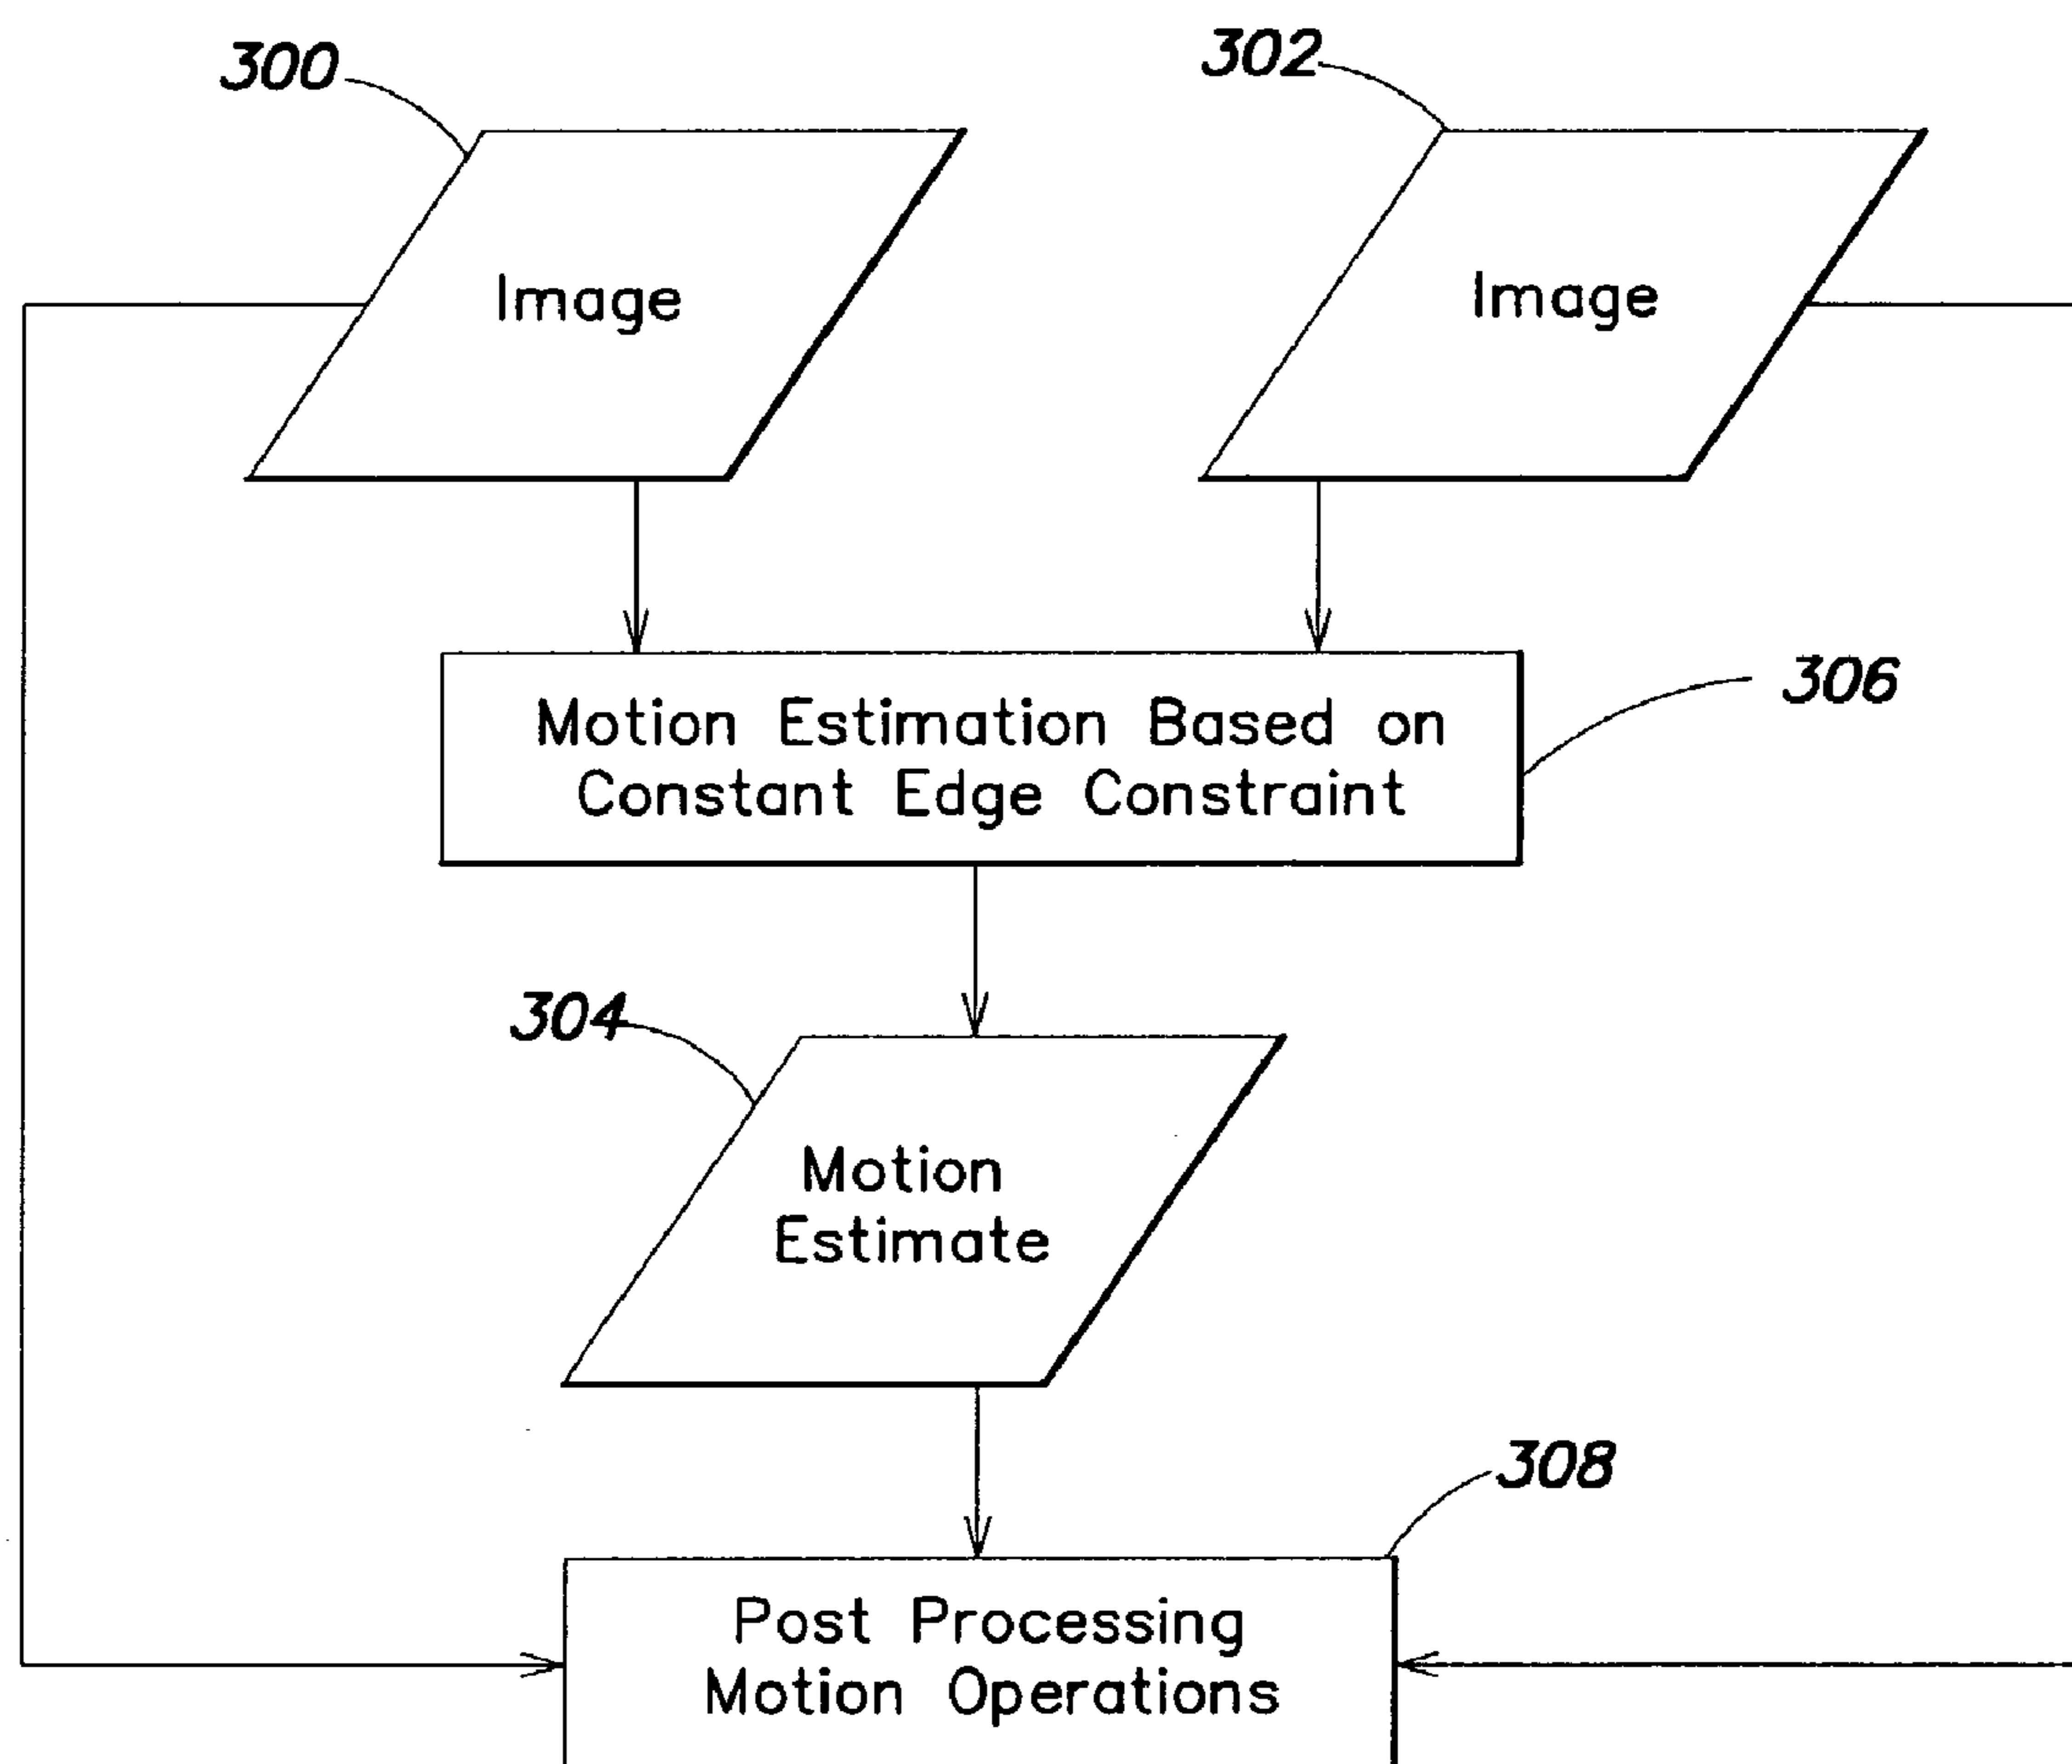 300
302
Image
Image
306
Motion Estimation Based on
Constant Edge Constraint
304
Motion
Estimate
308
Post Processing
Motion Operations